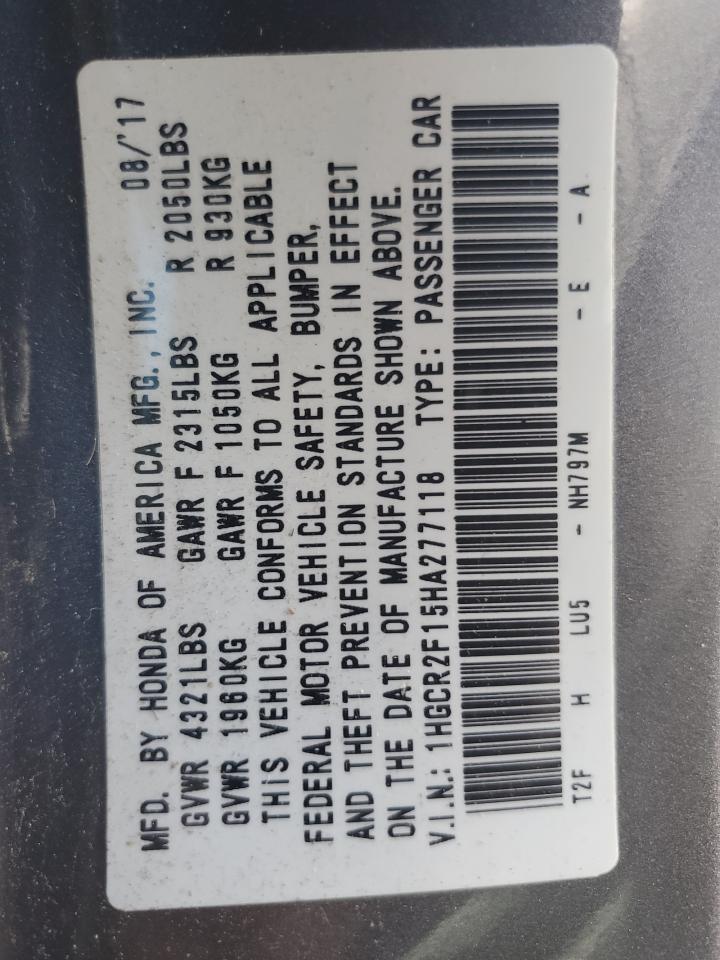 MFD. BY HONDA OF AMERICA MFG., INC. 08/'17
GVWR 4321LBS GAWR F 2315LBS R 2050LBS
GVWR 1960KG GAWR F 1050KG R 930KG
THIS VEHICLE CONFORMS TO ALL APPLICABLE
FEDERAL MOTOR VEHICLE SAFETY, BUMPER,
AND THEFT PREVENTION STANDARDS IN EFFECT
ON THE DATE OF MANUFACTURE SHOWN ABOVE.
V.I.N.: 1HGCR2F15HA277118 TYPE: PASSENGER CAR
T2F H LU5 - NH797M - E - A